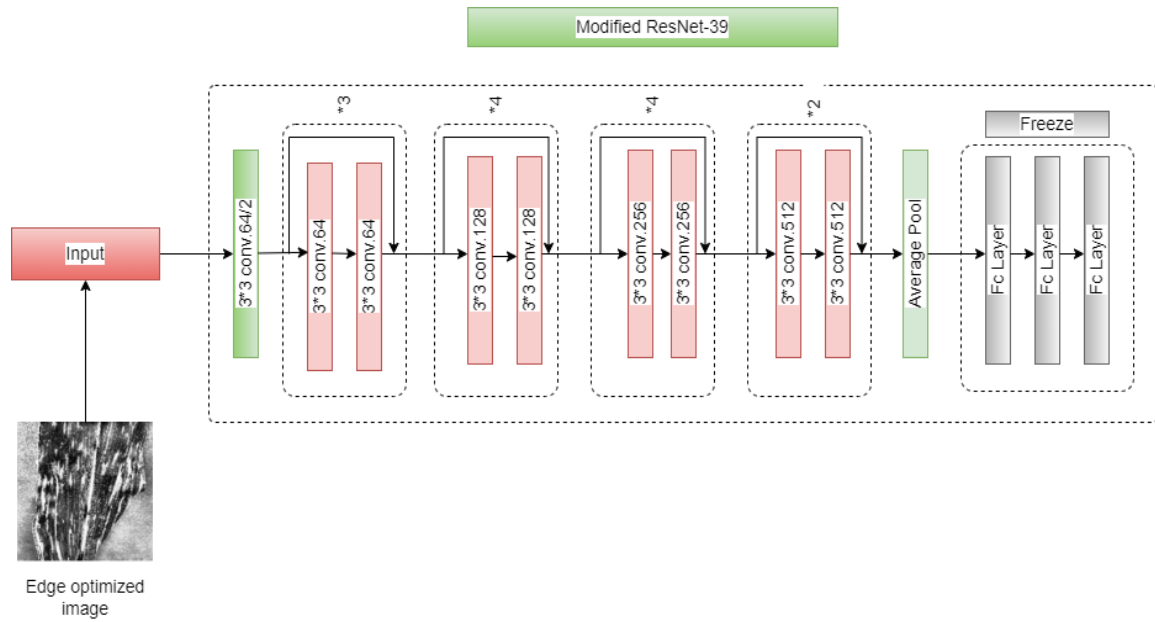 Modified ResNet-39
*3
*4
*4
*2
Freeze
Input
3*3 conv.64/2
3*3 conv.64
3*3 conv.64
3*3 conv.128
3*3 conv.128
3*3 conv.256
3*3 conv.256
3*3 conv.512
3*3 conv.512
Average Pool
Fc Layer
Fc Layer
Fc Layer
Edge optimized
image